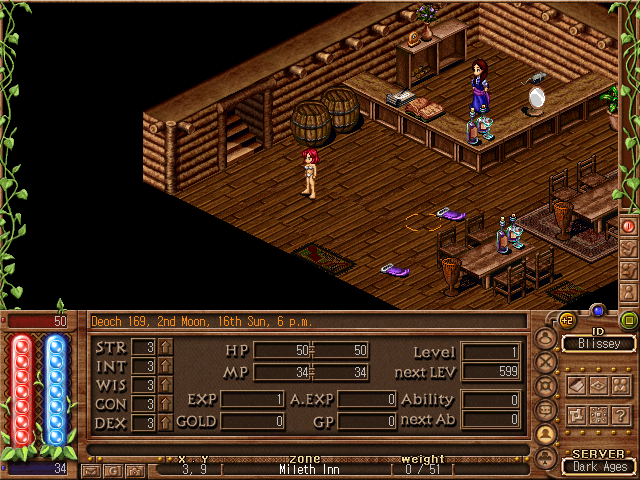 50
Deoch 169, 2nd Moon, 16th Sun, 6 p.m.
+2
ID
Blissey
STR 3
INT 3
WIS 3
CON 3
DEX 3
HP 50 50
MP 34 34
EXP 1 A.EXP 0
GOLD 0 GP 0
Level 1
next LEV 599
Ability 0
next Ab 0
?
34
G
x , Y zone weight
3, 9 Mileth Inn 0 / 51
SERVER
Dark Ages